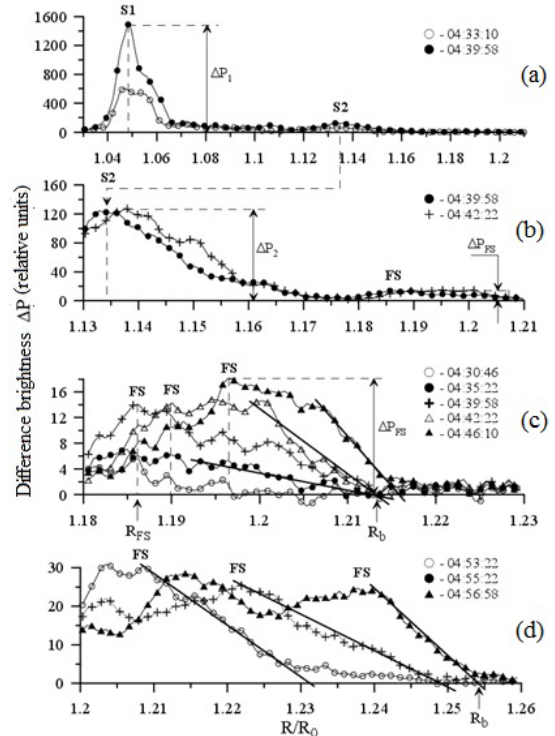 S1
1600
1200
800
400
0
ΔP₁
S2
○ - 04:33:10
● - 04:39:58
(a)
1.04 1.06 1.08 1.1 1.12 1.14 1.16 1.18 1.2
S2
160
120
80
40
0
ΔP₂
FS
ΔP_FS
● - 04:39:58
+ - 04:42:22
(b)
1.13 1.14 1.15 1.16 1.17 1.18 1.19 1.20 1.21
Difference brightness ΔP (relative units)
FS FS FS
16
12
8
4
0
ΔP_FS
○ - 04:30:46
● - 04:35:22
+ - 04:39:58
△ - 04:42:22
▲ - 04:46:10
(c)
1.18 1.19 1.2 1.21 1.22 1.23
R_FS R_b
FS FS FS
30
20
10
0
○ - 04:53:22
● - 04:55:22
▲ - 04:56:58
(d)
1.2 1.21 1.22 1.23 1.24 1.25 1.26
R/R₀
R_b